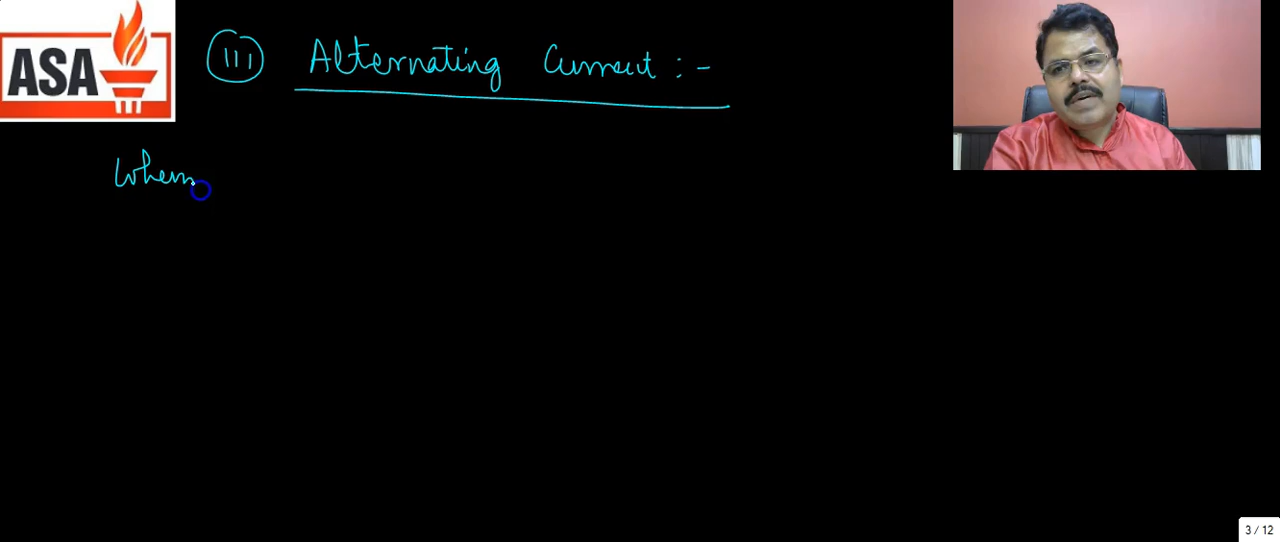 ASA
(III) Alternating Current :-
When
3 / 12